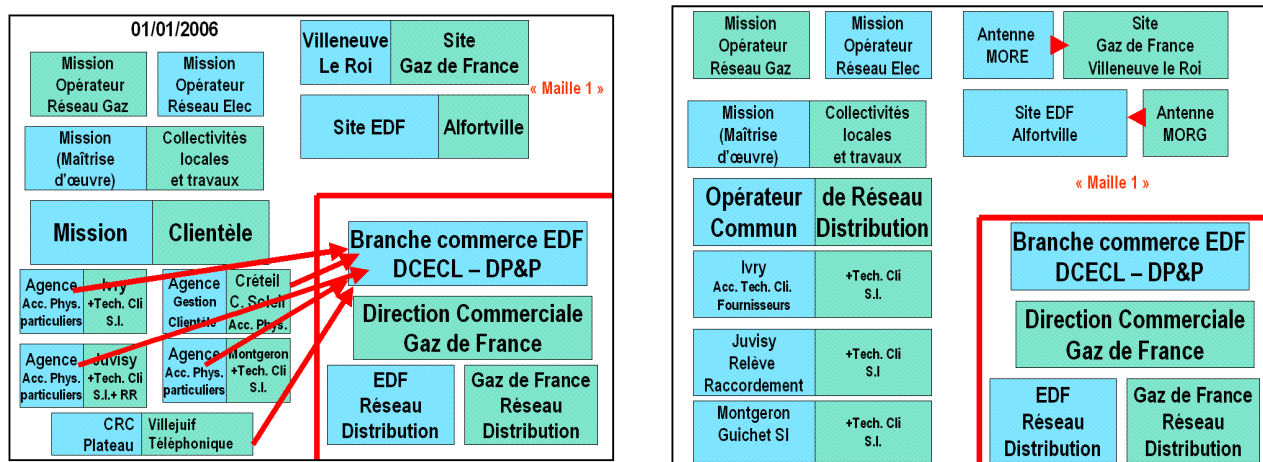 01/01/2006
Mission
Opérateur
Réseau Gaz
Mission
Opérateur
Réseau Elec
Villeneuve
Le Roi
Site
Gaz de France
« Maille 1 »
Site EDF
Alfortville
Mission
(Maîtrise
d'œuvre)
Collectivités
locales
et travaux
Mission
Clientèle
Branche commerce EDF
DCECL – DP&P
Agence
Acc. Phys.
particuliers
Ivry
+Tech. Cli
S.I.
Agence
Gestion
Clientèle
Créteil
C. Soleil
Acc. Phys.
Direction Commerciale
Gaz de France
Agence
Acc. Phys.
particuliers
Juvisy
+Tech. Cli
S.I.+ RR
Agence
Acc. Phys.
particuliers
Montgeron
+Tech. Cli
S.I.
EDF
Réseau
Distribution
Gaz de France
Réseau
Distribution
CRC
Plateau
Villejuif
Téléphonique
Mission
Opérateur
Réseau Gaz
Mission
Opérateur
Réseau Elec
Antenne
MORE
Site
Gaz de France
Villeneuve le Roi
Mission
(Maîtrise
d'œuvre)
Collectivités
locales
et travaux
Site EDF
Alfortville
Antenne
MORG
« Maille 1 »
Opérateur
Commun
de Réseau
Distribution
Branche commerce EDF
DCECL – DP&P
Ivry
Acc. Tech. Cli.
Fournisseurs
+Tech. Cli
S.I.
Direction Commerciale
Gaz de France
Juvisy
Relève
Raccordement
+Tech. Cli
S.I
Montgeron
Guichet SI
+Tech. Cli
S.I.
EDF
Réseau
Distribution
Gaz de France
Réseau
Distribution